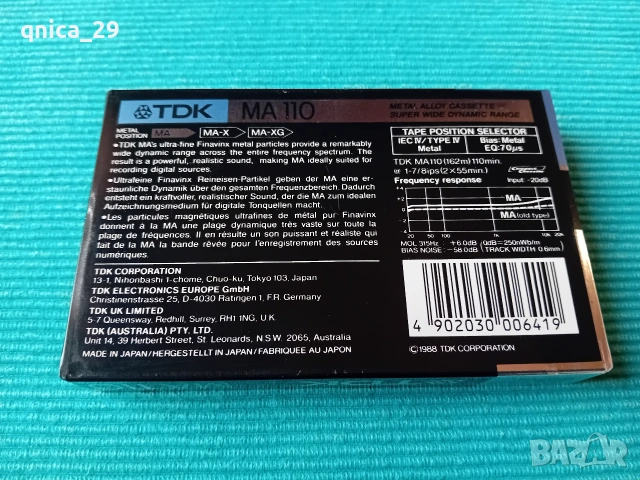 qnica_29
TDK MA 110
METAL ALLOY CASSETTE
SUPER WIDE DYNAMIC RANGE
METAL POSITION MA MA-X MA-XG
•TDK MA's ultra-fine Finavinx metal particles provide a remarkably
wide dynamic range across the entire frequency spectrum. The
result is a powerful, realistic sound, making MA ideally suited for
recording digital sources.
•Ultrafeine Finavinx Reineisen-Partikel geben der MA eine er-
staunliche Dynamik über den gesamten Frequenzbereich. Dadurch
entsteht ein kraftvoller, realistischer Sound, der die MA zum idealen
Aufzeichnungsmedium für digitale Tonquellen macht.
•Les particules magnétiques ultrafines de métal pur Finavinx
donnent à la MA une plage dynamique très vaste sur toute la
plage de fréquences. Il en résulte un son puissant et réaliste qui
fait de la MA la bande rêvée pour l'enregistrement des sources
numériques.
TDK CORPORATION
13-1, Nihonbashi 1-chome, Chuo-ku, Tokyo 103, Japan
TDK ELECTRONICS EUROPE GmbH
Christinenstrasse 25, D-4030 Ratingen 1, F.R. Germany
TDK UK LIMITED
5-7 Queensway, Redhill, Surrey, RH1 1NG, U.K.
TDK (AUSTRALIA) PTY. LTD.
Unit 14, 39 Herbert Street, St. Leonards, N.S.W. 2065, Australia
MADE IN JAPAN/HERGESTELLT IN JAPAN/FABRIQUÉE AU JAPON
TAPE POSITION SELECTOR
IEC IV/TYPE IV Bias: Metal
Metal EQ: 70μs
TDK MA110 (162m) 110min.
@ 1-7/8ips (2×55min.)
Frequency response Input: -20dB
MA
MA (old type)
20 50 100 1K 10K 20K
MOL 315Hz : +6.0dB (0dB=250nWb/m)
BIAS NOISE : -58.0dB (TRACK WIDTH 0.6mm)
4 902030 006419
©1988 TDK CORPORATION
BAZAR